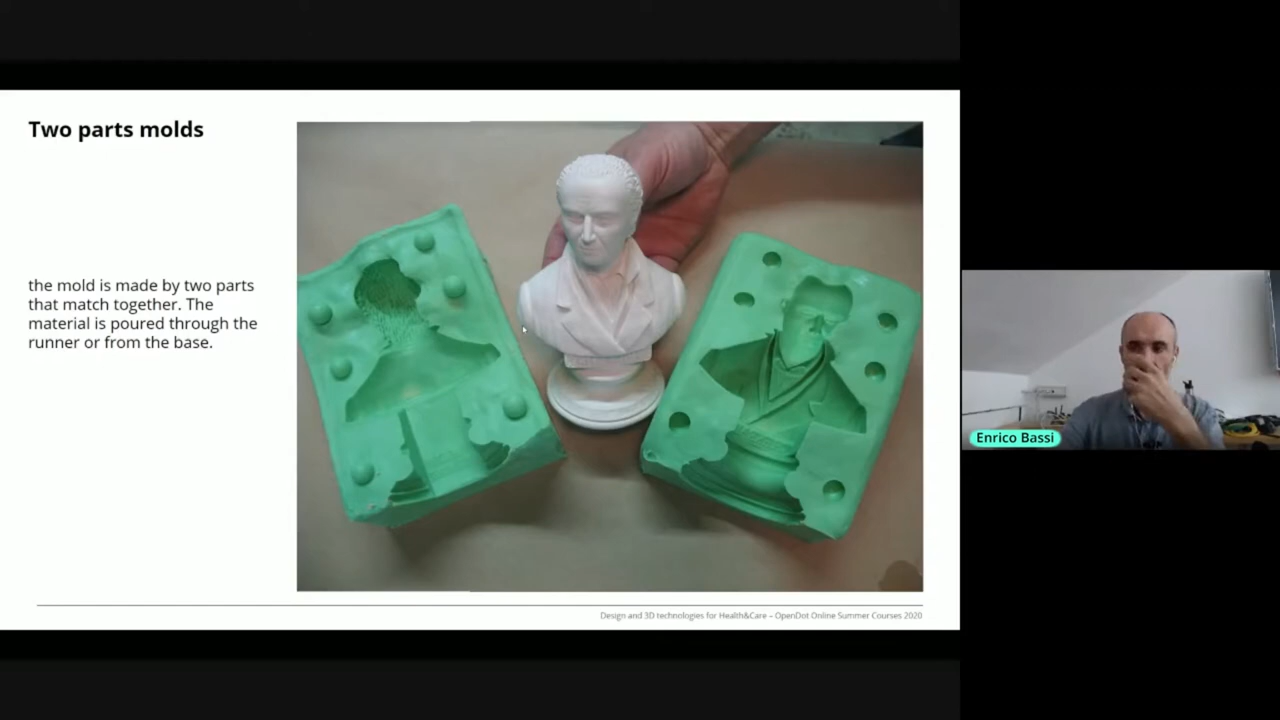 Two parts molds
the mold is made by two parts
that match together. The
material is poured through the
runner or from the base.
Design and 3D technologies for Health&Care – OpenDot Online Summer Courses 2020
Enrico Bassi